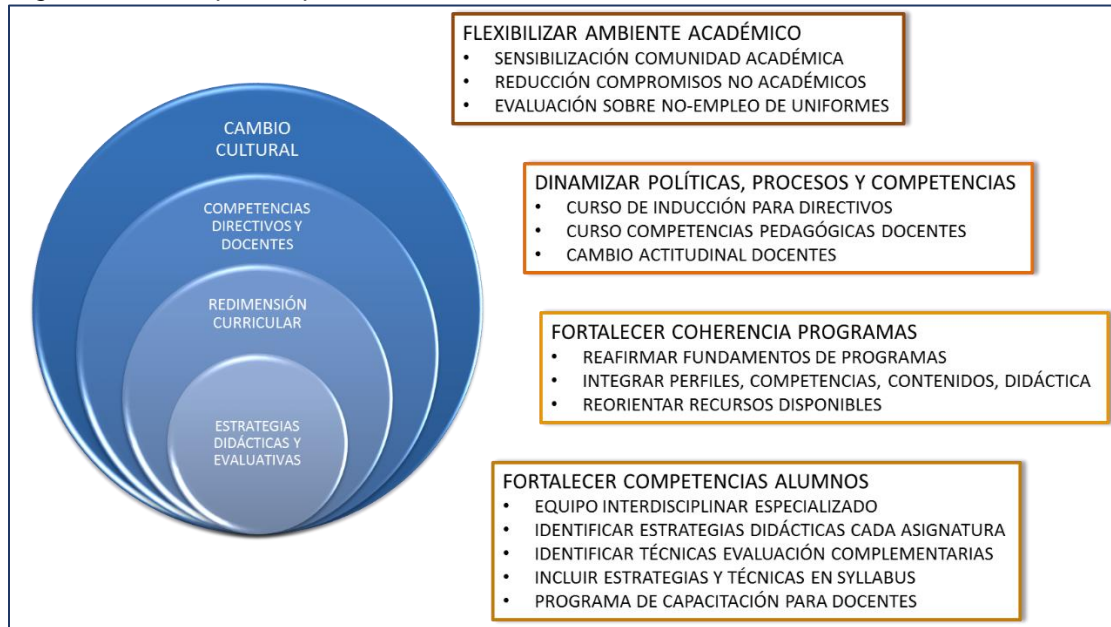 CAMBIO
CULTURAL
COMPETENCIAS
DIRECTIVOS Y
DOCENTES
REDIMENSIÓN
CURRICULAR
ESTRATEGIAS
DIDÁCTICAS Y
EVALUATIVAS
FLEXIBILIZAR AMBIENTE ACADÉMICO
• SENSIBILIZACIÓN COMUNIDAD ACADÉMICA
• REDUCCIÓN COMPROMISOS NO ACADÉMICOS
• EVALUACIÓN SOBRE NO-EMPLEO DE UNIFORMES
DINAMIZAR POLÍTICAS, PROCESOS Y COMPETENCIAS
• CURSO DE INDUCCIÓN PARA DIRECTIVOS
• CURSO COMPETENCIAS PEDAGÓGICAS DOCENTES
• CAMBIO ACTITUDINAL DOCENTES
FORTALECER COHERENCIA PROGRAMAS
• REAFIRMAR FUNDAMENTOS DE PROGRAMAS
• INTEGRAR PERFILES, COMPETENCIAS, CONTENIDOS, DIDÁCTICA
• REORIENTAR RECURSOS DISPONIBLES
FORTALECER COMPETENCIAS ALUMNOS
• EQUIPO INTERDISCIPLINAR ESPECIALIZADO
• IDENTIFICAR ESTRATEGIAS DIDÁCTICAS CADA ASIGNATURA
• IDENTIFICAR TÉCNICAS EVALUACIÓN COMPLEMENTARIAS
• INCLUIR ESTRATEGIAS Y TÉCNICAS EN SYLLABUS
• PROGRAMA DE CAPACITACIÓN PARA DOCENTES